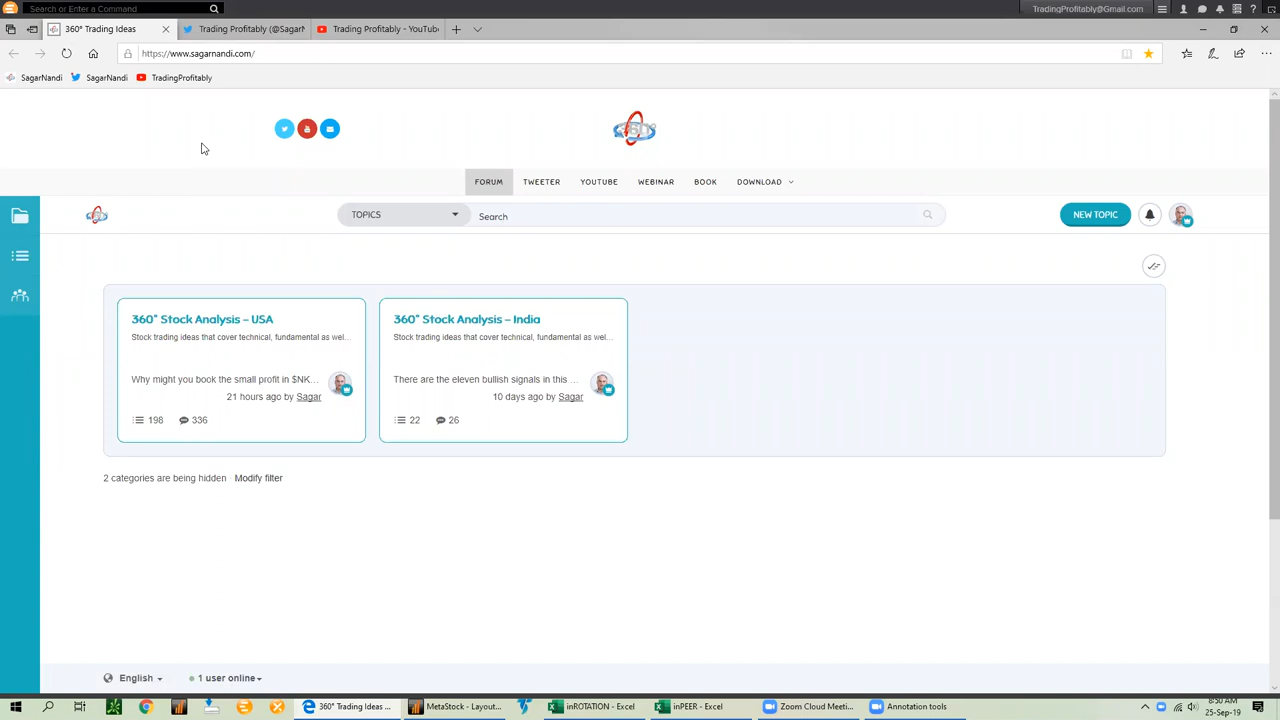 Search or Enter a Command
TradingProfitably@Gmail.com
360° Trading Ideas
Trading Profitably (@SagarN
Trading Profitably - YouTub
https://www.sagarnandi.com/
SagarNandi
SagarNandi
TradingProfitably
360°
FORUM
TWEETER
YOUTUBE
WEBINAR
BOOK
DOWNLOAD
TOPICS
Search
NEW TOPIC
360° Stock Analysis – USA
Stock trading ideas that cover technical, fundamental as wel...
Why might you book the small profit in $NK...
21 hours ago by Sagar
198
336
360° Stock Analysis – India
Stock trading ideas that cover technical, fundamental as wel...
There are the eleven bullish signals in this ...
10 days ago by Sagar
22
26
2 categories are being hidden Modify filter
English
1 user online
360° Trading Ideas ...
MetaStock - Layout...
inROTATION - Excel
inPEER - Excel
Zoom Cloud Meeti...
Annotation tools
8:50 AM
25-Sep-19